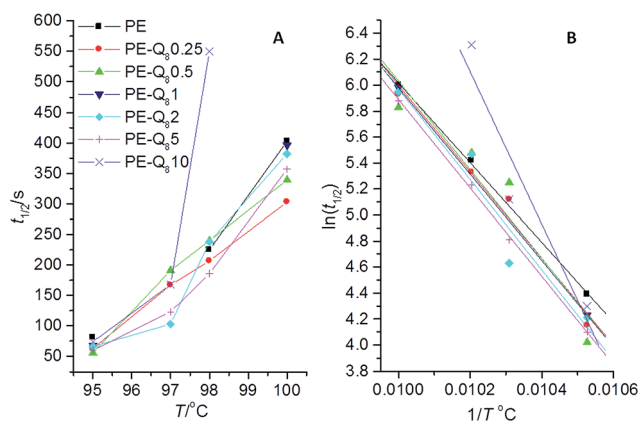 A
PE
PE-Q₈0.25
PE-Q₈0.5
PE-Q₈1
PE-Q₈2
PE-Q₈5
PE-Q₈10
600
550
500
450
400
350
300
250
200
150
100
50
t₁/₂/s
95 96 97 98 99 100
T/°C
B
6.4
6.2
6.0
5.8
5.6
5.4
5.2
5.0
4.8
4.6
4.4
4.2
4.0
3.8
ln(t₁/₂)
0.0100 0.0102 0.0104 0.0106
1/T °C